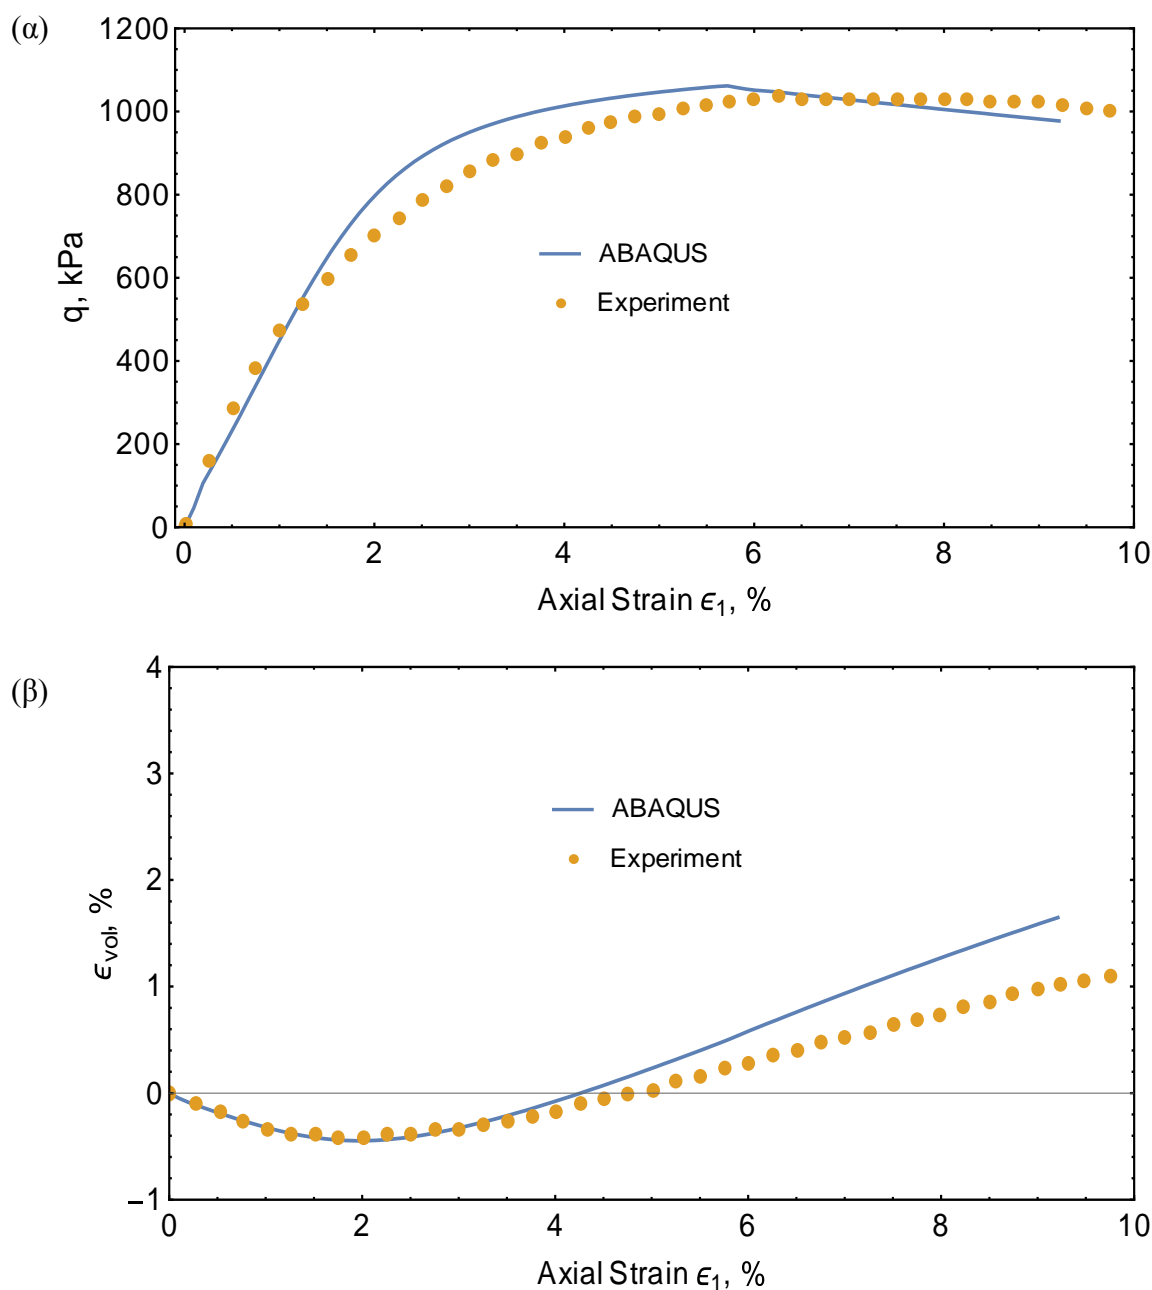 (α)
1200
1000
800
600
400
200
0
q, kPa
ABAQUS
Experiment
0 2 4 6 8 10
Axial Strain ϵ1, %
(β)
4
3
2
1
0
−1
ϵvol, %
ABAQUS
Experiment
0 2 4 6 8 10
Axial Strain ϵ1, %